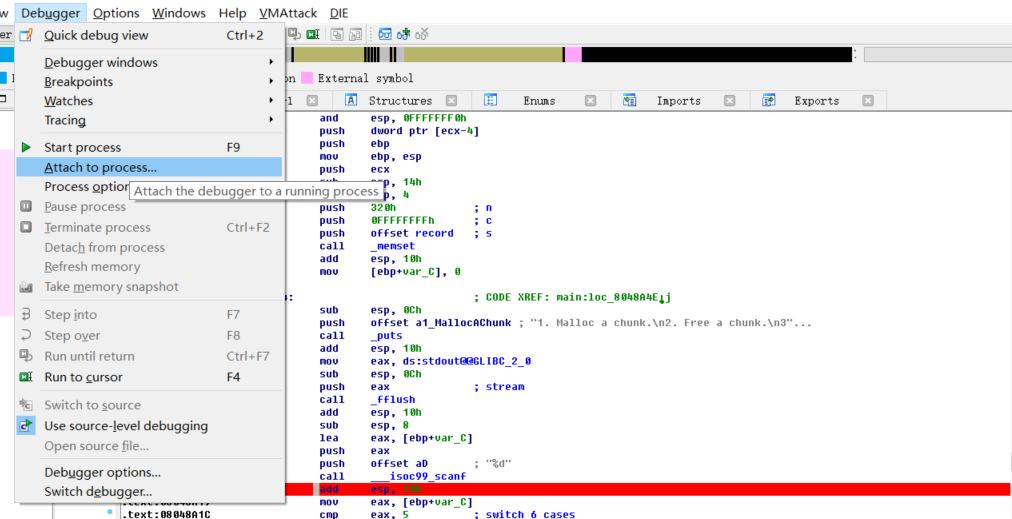 w Debugger Options Windows Help VMAttack DIE
er Quick debug view Ctrl+2
Debugger windows
Breakpoints
Watches
Tracing
Start process F9
Attach to process...
Process option
Attach the debugger to a running process
Pause process
Terminate process Ctrl+F2
Detach from process
Refresh memory
Take memory snapshot
Step into F7
Step over F8
Run until return Ctrl+F7
Run to cursor F4
Switch to source
Use source-level debugging
Open source file...
Debugger options...
Switch debugger...
on External symbol
-1 Structures Enums Imports Exports
and esp, 0FFFFFFF0h
push dword ptr [ecx-4]
push ebp
mov ebp, esp
push ecx
sub esp, 14h
p, 4
push 320h ; n
push 0FFFFFFFFh ; c
push offset record ; s
call _memset
add esp, 10h
mov [ebp+var_C], 0
: ; CODE XREF: main:loc_8048A4E↓j
sub esp, 0Ch
push offset a1_MallocAChunk ; "1. Malloc a chunk.\n2. Free a chunk.\n3"...
call _puts
add esp, 10h
mov eax, ds:stdout@@GLIBC_2_0
sub esp, 0Ch
push eax ; stream
call _fflush
add esp, 10h
sub esp, 8
lea eax, [ebp+var_C]
push eax
push offset aD ; "%d"
call ___isoc99_scanf
add esp,
mov eax, [ebp+var_C]
.text:08048A1C cmp eax, 5 ; switch 6 cases